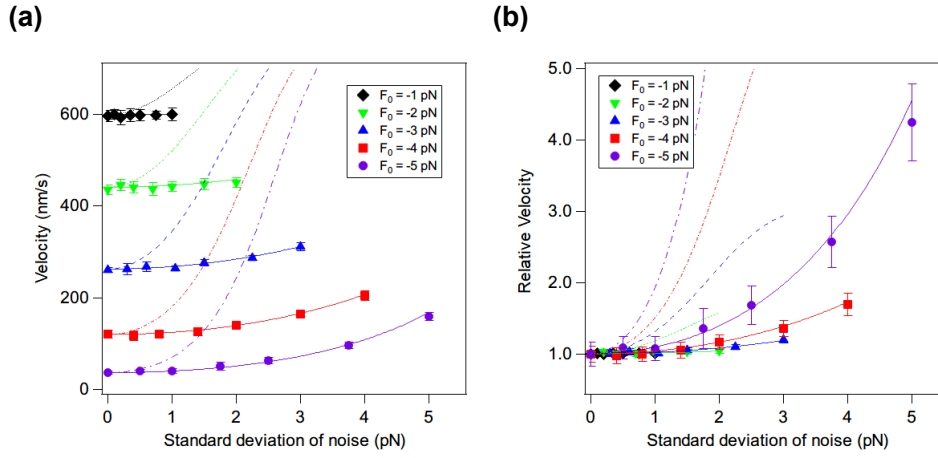 (a)
Velocity (nm/s)
600
400
200
0
F₀ = -1 pN
F₀ = -2 pN
F₀ = -3 pN
F₀ = -4 pN
F₀ = -5 pN
0 1 2 3 4 5
Standard deviation of noise (pN)
(b)
Relative Velocity
5.0
4.0
3.0
2.0
1.0
F₀ = -1 pN
F₀ = -2 pN
F₀ = -3 pN
F₀ = -4 pN
F₀ = -5 pN
0 1 2 3 4 5
Standard deviation of noise (pN)